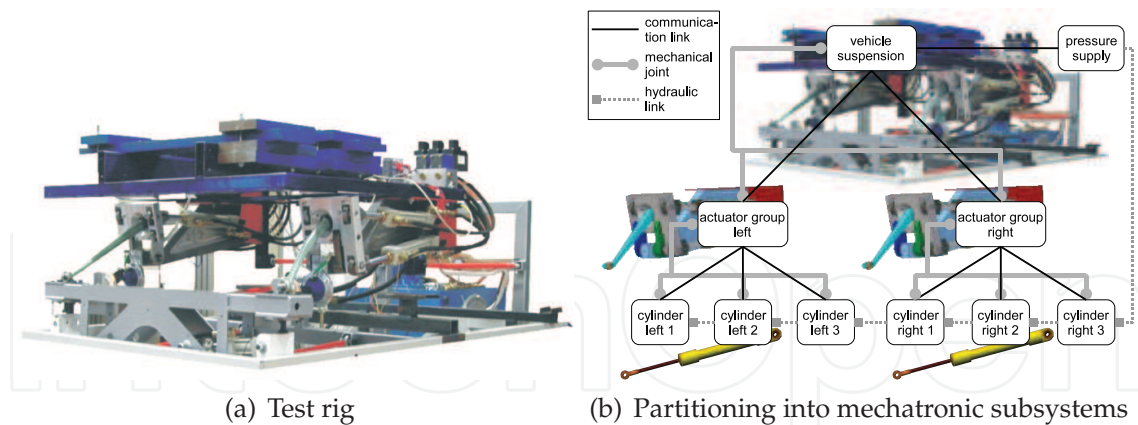 communica-
tion link
mechanical
joint
hydraulic
link
vehicle
suspension
pressure
supply
actuator group
left
actuator group
right
cylinder
left 1
cylinder
left 2
cylinder
left 3
cylinder
right 1
cylinder
right 2
cylinder
right 3
(a) Test rig
(b) Partitioning into mechatronic subsystems